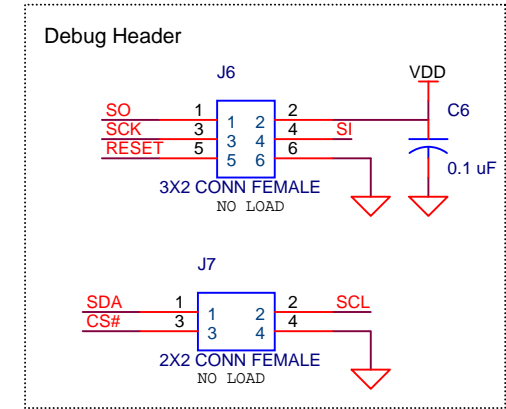 Debug Header
J6
VDD
SO 1 1 2 2 C6
SCK 3 3 4 4 SI
RESET 5 5 6 6
0.1 uF
3X2 CONN FEMALE
NO LOAD
J7
SDA 1 1 2 2 SCL
CS# 3 3 4 4
2X2 CONN FEMALE
NO LOAD